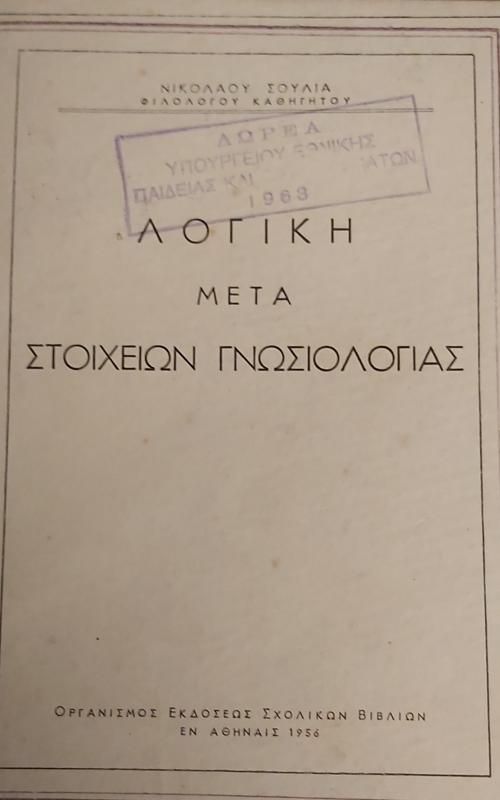 ΝΙΚΟΛΑΟΥ ΣΟΥΛΙΑ
ΦΙΛΟΛΟΓΟΥ ΚΑΘΗΓΗΤΟΥ
ΔΩΡΕΑ
ΥΠΟΥΡΓΕΙΟΥ ΕΘΝΙΚΗΣ
ΠΑΙΔΕΙΑΣ ΚΑΙ
1963
ΛΟΓΙΚΗ
ΜΕΤΑ
ΣΤΟΙΧΕΙΩΝ ΓΝΩΣΙΟΛΟΓΙΑΣ
ΟΡΓΑΝΙΣΜΟΣ ΕΚΔΟΣΕΩΣ ΣΧΟΛΙΚΩΝ ΒΙΒΛΙΩΝ
ΕΝ ΑΘΗΝΑΙΣ 1956